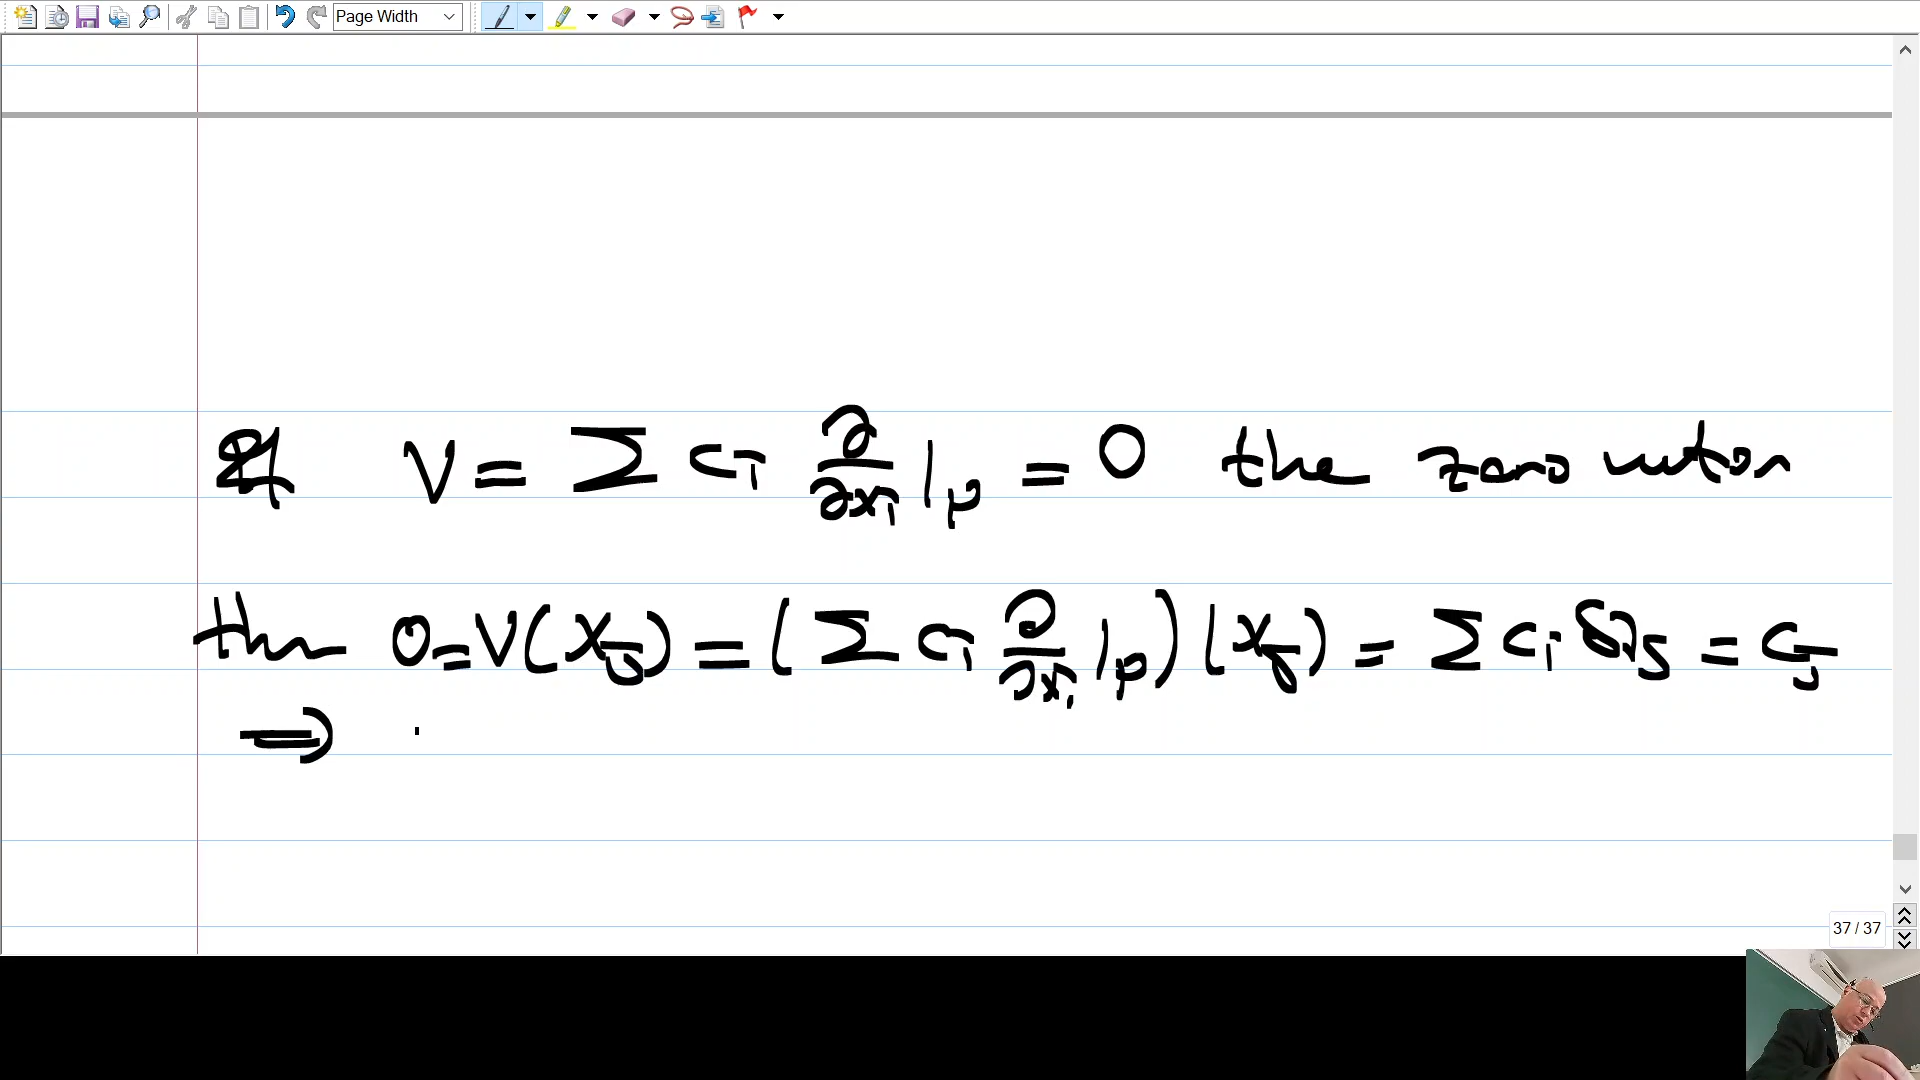 Page Width
If V = Σ cᵢ ∂/∂xᵢ |ₚ = 0 the zero vector
then 0 = V(xⱼ) = (Σ cᵢ ∂/∂xᵢ |ₚ)(xⱼ) = Σ cᵢ δᵢⱼ = cⱼ
⇒
37 / 37